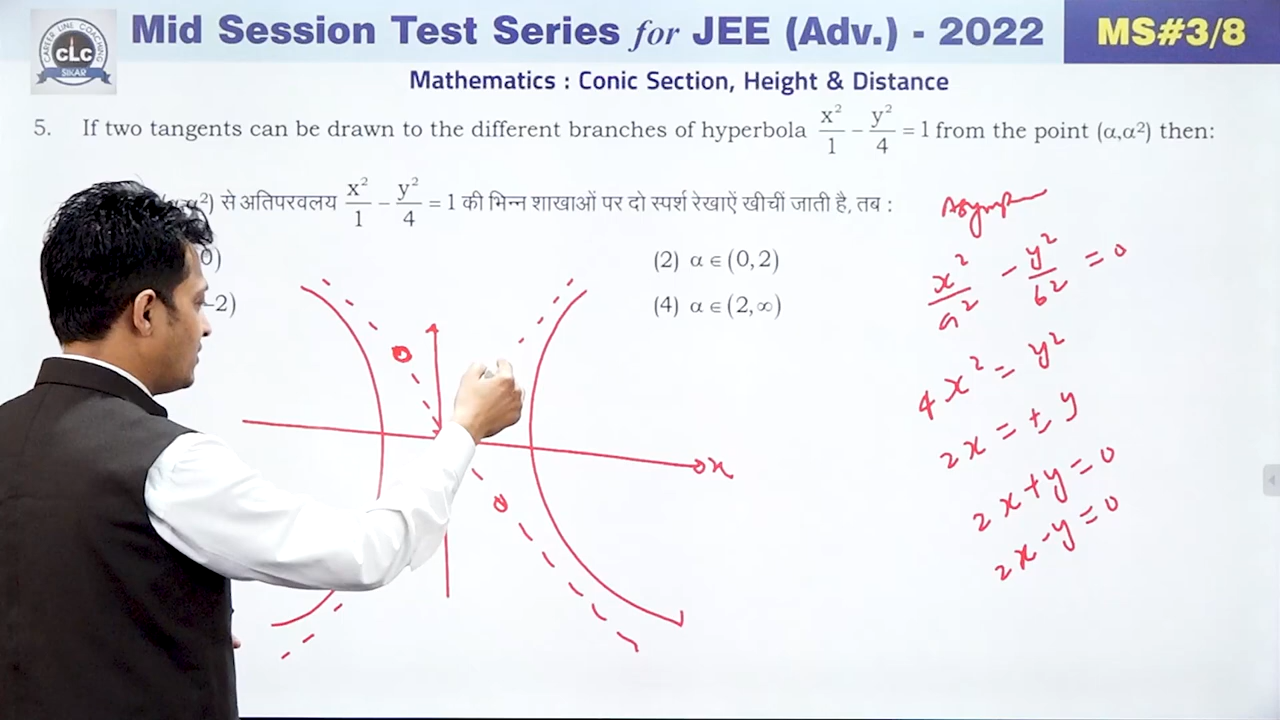 CAREER LINE COACHING
CLC
SIKAR
Mid Session Test Series for JEE (Adv.) - 2022
MS#3/8
Mathematics : Conic Section, Height & Distance
5. If two tangents can be drawn to the different branches of hyperbola x²/1 − y²/4 = 1 from the point (α,α²) then:
α²) से अतिपरवलय x²/1 − y²/4 = 1 की भिन्न शाखाओं पर दो स्पर्श रेखाऐं खीचीं जाती है, तब :
0)
(2) α ∈ (0,2)
–2)
(4) α ∈ (2,∞)
x
x²/a² − y²/b² = 0
4x² = y²
2x = ± y
2x + y = 0
2x − y = 0